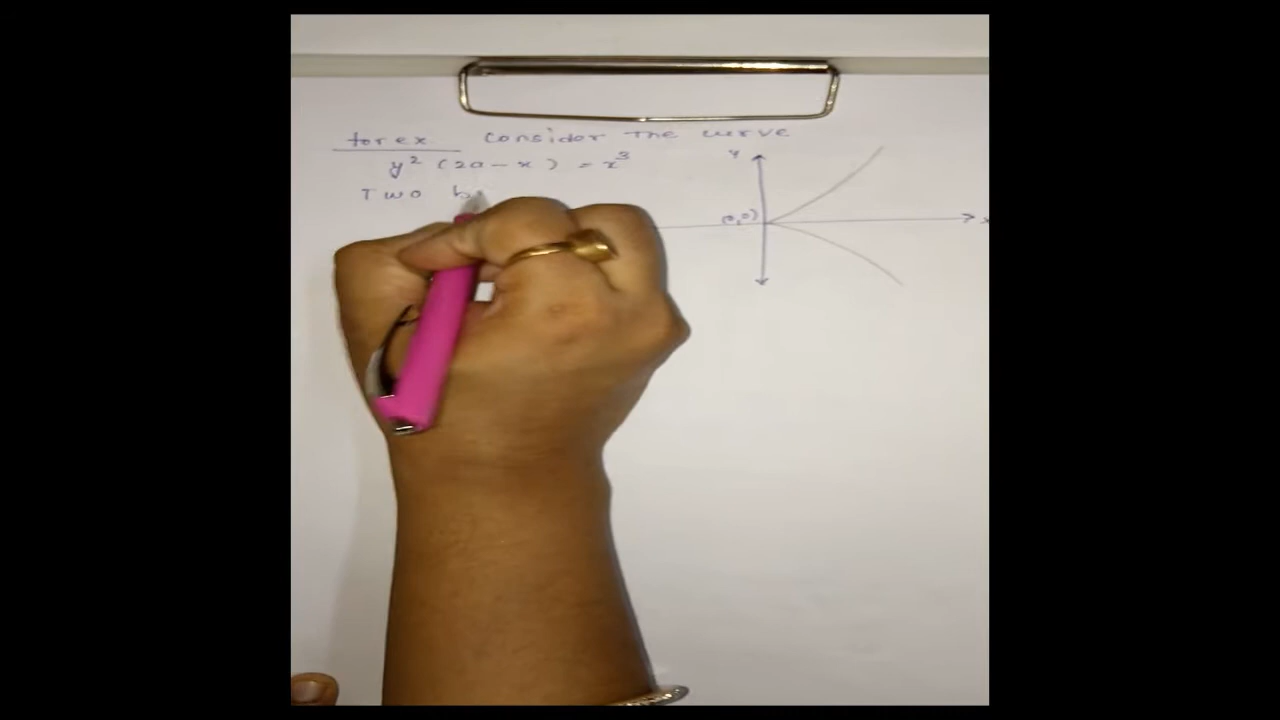 for ex Consider the curve
y² (2a - x) = x³
Two
y
(0,0)
x